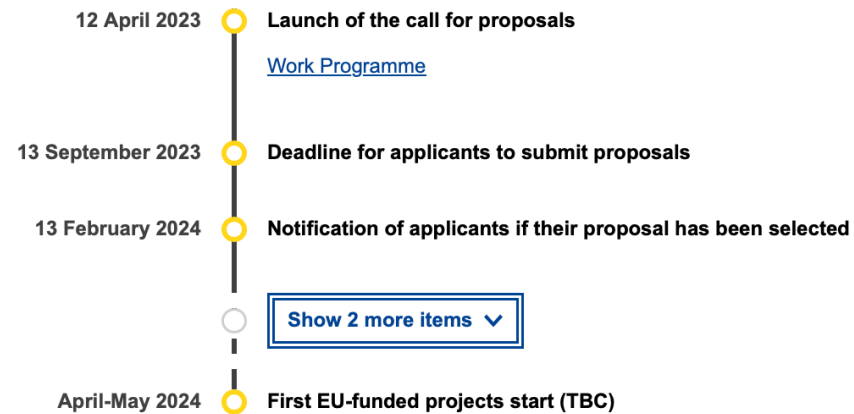 12 April 2023 Launch of the call for proposals
Work Programme
13 September 2023 Deadline for applicants to submit proposals
13 February 2024 Notification of applicants if their proposal has been selected
Show 2 more items
April-May 2024 First EU-funded projects start (TBC)